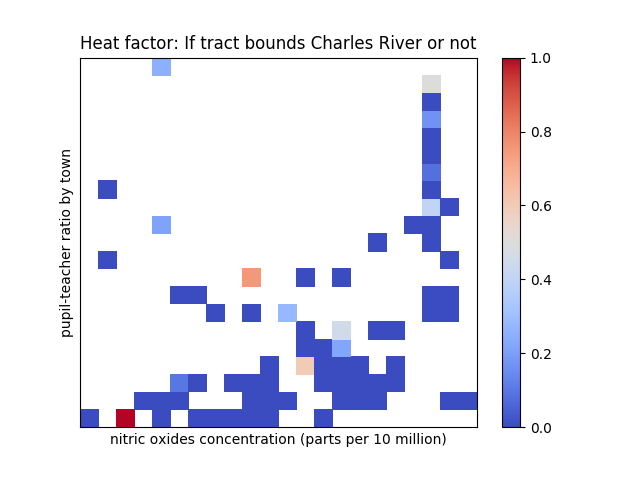 Heat factor: If tract bounds Charles River or not
pupil-teacher ratio by town
nitric oxides concentration (parts per 10 million)
1.0
0.8
0.6
0.4
0.2
0.0